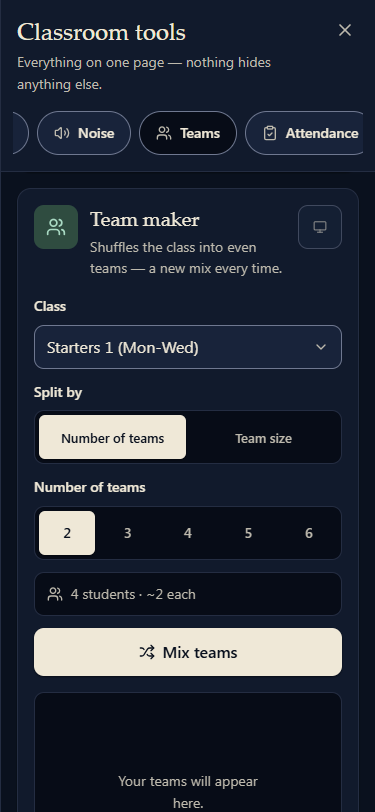 Classroom tools
Everything on one page — nothing hides
anything else.
Noise
Teams
Attendance
Team maker
Shuffles the class into even
teams — a new mix every time.
Class
Starters 1 (Mon-Wed)
Split by
Number of teams
Team size
Number of teams
2
3
4
5
6
4 students · ~2 each
Mix teams
Your teams will appear
here.